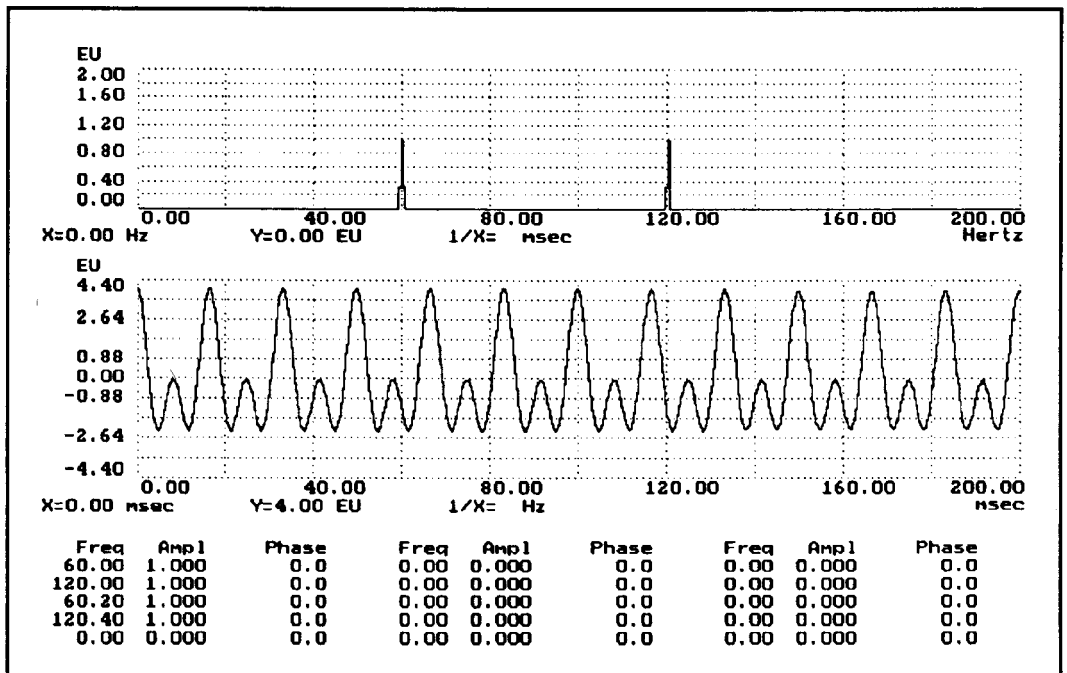 EU
2.00
1.60
1.20
0.80
0.40
0.00
0.00 40.00 80.00 120.00 160.00 200.00
X=0.00 Hz Y=0.00 EU 1/X= msec Hertz
EU
4.40
2.64
0.88
0.00
-0.88
-2.64
-4.40
0.00 40.00 80.00 120.00 160.00 200.00
X=0.00 msec Y=4.00 EU 1/X= Hz msec
Freq Ampl Phase Freq Ampl Phase Freq Ampl Phase
60.00 1.000 0.0 0.00 0.000 0.0 0.00 0.000 0.0
120.00 1.000 0.0 0.00 0.000 0.0 0.00 0.000 0.0
60.20 1.000 0.0 0.00 0.000 0.0 0.00 0.000 0.0
120.40 1.000 0.0 0.00 0.000 0.0 0.00 0.000 0.0
0.00 0.000 0.0 0.00 0.000 0.0 0.00 0.000 0.0